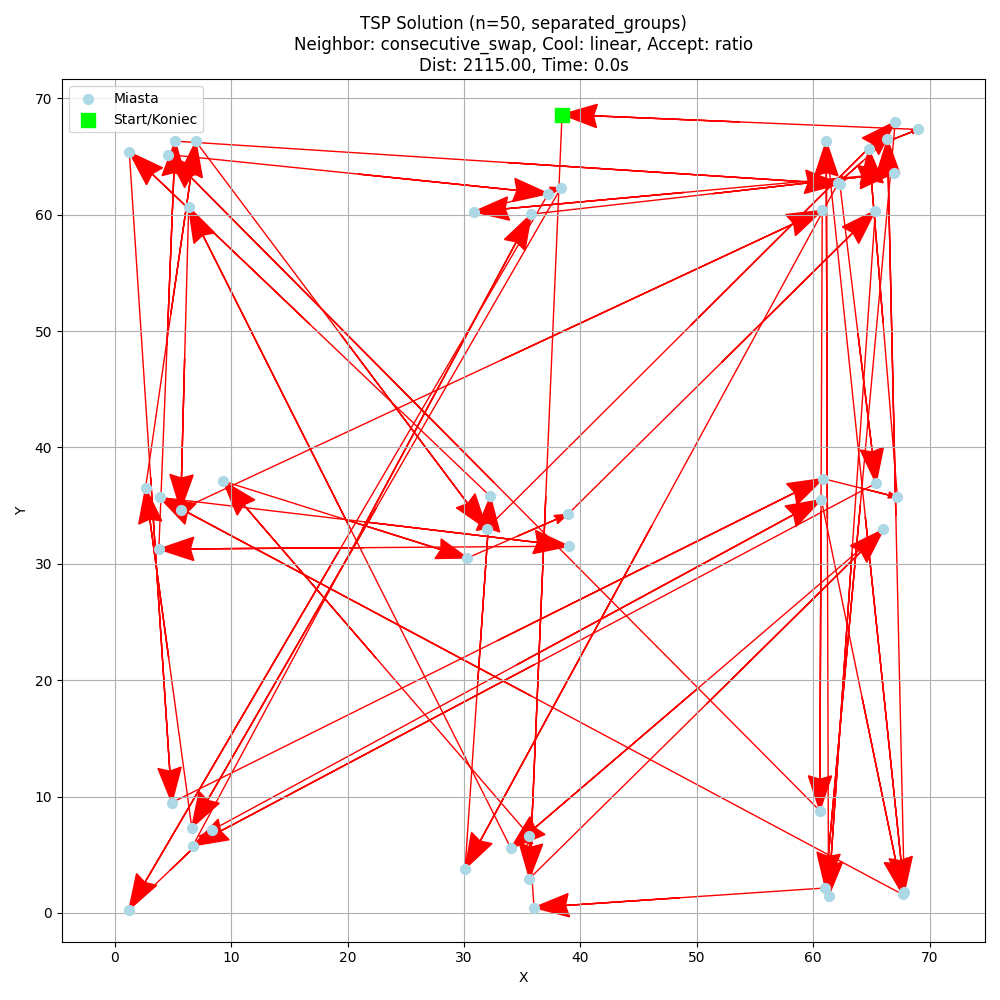 TSP Solution (n=50, separated_groups)
Neighbor: consecutive_swap, Cool: linear, Accept: ratio
Dist: 2115.00, Time: 0.0s
Miasta
Start/Koniec
70
60
50
40
30
20
10
0
Y
0 10 20 30 40 50 60 70
X